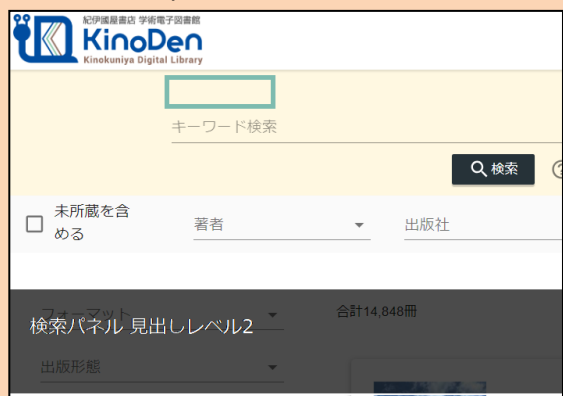 紀伊國屋書店 学術電子図書館
KinoDen
Kinokuniya Digital Library
キーワード検索
検索
未所蔵を含
める
著者
出版社
フォーマット
合計14,848冊
検索パネル 見出しレベル2
出版形態